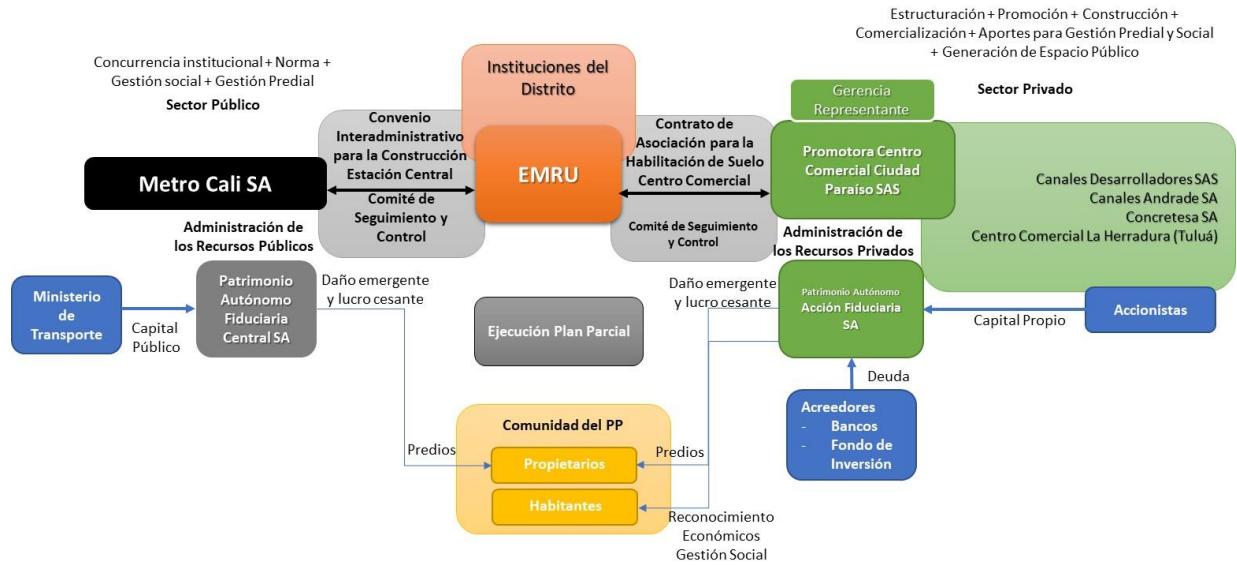 Estructuración + Promoción + Construcción +
Comercialización + Aportes para Gestión Predial y Social
+ Generación de Espacio Público
Sector Privado
Concurrencia institucional + Norma +
Gestión social + Gestión Predial
Sector Público
Instituciones del
Distrito
Gerencia
Representante
Convenio
Interadministrativo
para la Construcción
Estación Central
Comité de
Seguimiento y
Control
Metro Cali SA
EMRU
Contrato de
Asociación para la
Habilitación de Suelo
Centro Comercial
Comité de Seguimiento
y Control
Promotora Centro
Comercial Ciudad
Paraíso SAS
Canales Desarrolladores SAS
Canales Andrade SA
Concretesa SA
Centro Comercial La Herradura (Tuluá)
Administración de
los Recursos Públicos
Administración de
los Recursos Privados
Ministerio
de
Transporte
Capital
Público
Patrimonio
Autónomo
Fiduciaria
Central SA
Daño emergente
y lucro cesante
Ejecución Plan Parcial
Daño emergente
y lucro cesante
Patrimonio Autónomo
Acción Fiduciaria
SA
Capital Propio
Accionistas
Deuda
Acreedores
- Bancos
- Fondo de
Inversión
Comunidad del PP
Predios
Propietarios
Predios
Habitantes
Reconocimiento
Económicos
Gestión Social